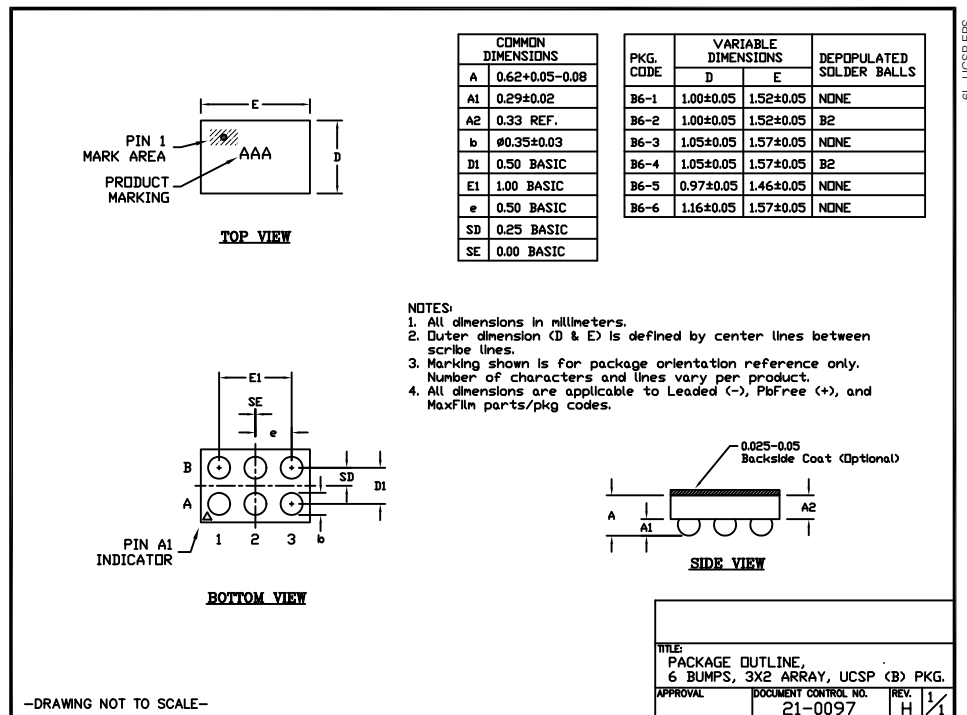 COMMON
DIMENSIONS
A 0.62+0.05-0.08
A1 0.29±0.02
A2 0.33 REF.
b ø0.35±0.03
D1 0.50 BASIC
E1 1.00 BASIC
e 0.50 BASIC
SD 0.25 BASIC
SE 0.00 BASIC
PKG.
CODE
VARIABLE
DIMENSIONS
D E
DEPOPULATED
SOLDER BALLS
B6-1 1.00±0.05 1.52±0.05 NONE
B6-2 1.00±0.05 1.52±0.05 B2
B6-3 1.05±0.05 1.57±0.05 NONE
B6-4 1.05±0.05 1.57±0.05 B2
B6-5 0.97±0.05 1.46±0.05 NONE
B6-6 1.16±0.05 1.57±0.05 NONE
E
PIN 1
MARK AREA
AAA
D
PRODUCT
MARKING
TOP VIEW
NOTES:
1. All dimensions in millimeters.
2. Outer dimension (D & E) is defined by center lines between
scribe lines.
3. Marking shown is for package orientation reference only.
Number of characters and lines vary per product.
4. All dimensions are applicable to Leaded (-), PbFree (+), and
MaxFilm parts/pkg codes.
E1
SE
e
B
SD
D1
A
1 2 3 b
PIN A1
INDICATOR
BOTTOM VIEW
0.025-0.05
Backside Coat (Optional)
A
A1
A2
SIDE VIEW
TITLE:
PACKAGE OUTLINE,
6 BUMPS, 3X2 ARRAY, UCSP (B) PKG.
APPROVAL
DOCUMENT CONTROL NO.
21-0097
REV.
H
1/1
-DRAWING NOT TO SCALE-